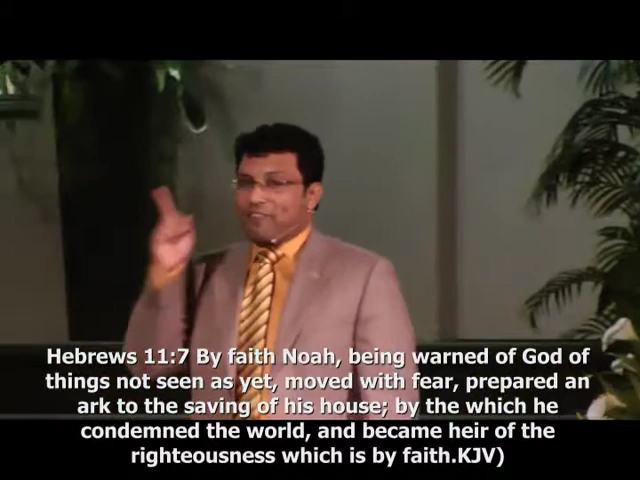 Hebrews 11:7 By faith Noah, being warned of God of
things not seen as yet, moved with fear, prepared an
ark to the saving of his house; by the which he
condemned the world, and became heir of the
righteousness which is by faith.KJV)